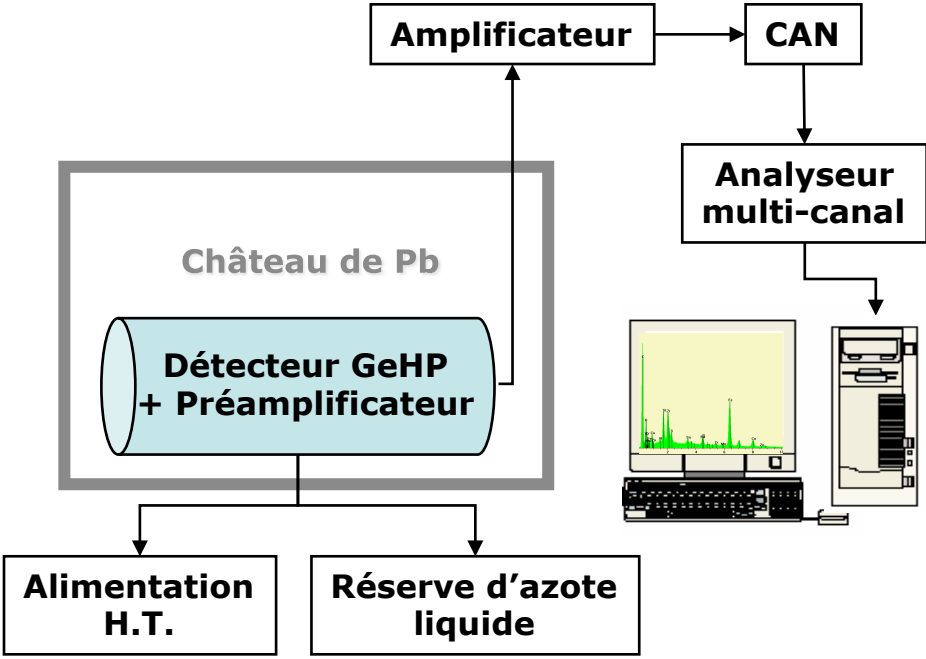 Amplificateur
CAN
Analyseur
multi-canal
Château de Pb
Détecteur GeHP
+ Préamplificateur
Alimentation
H.T.
Réserve d’azote
liquide